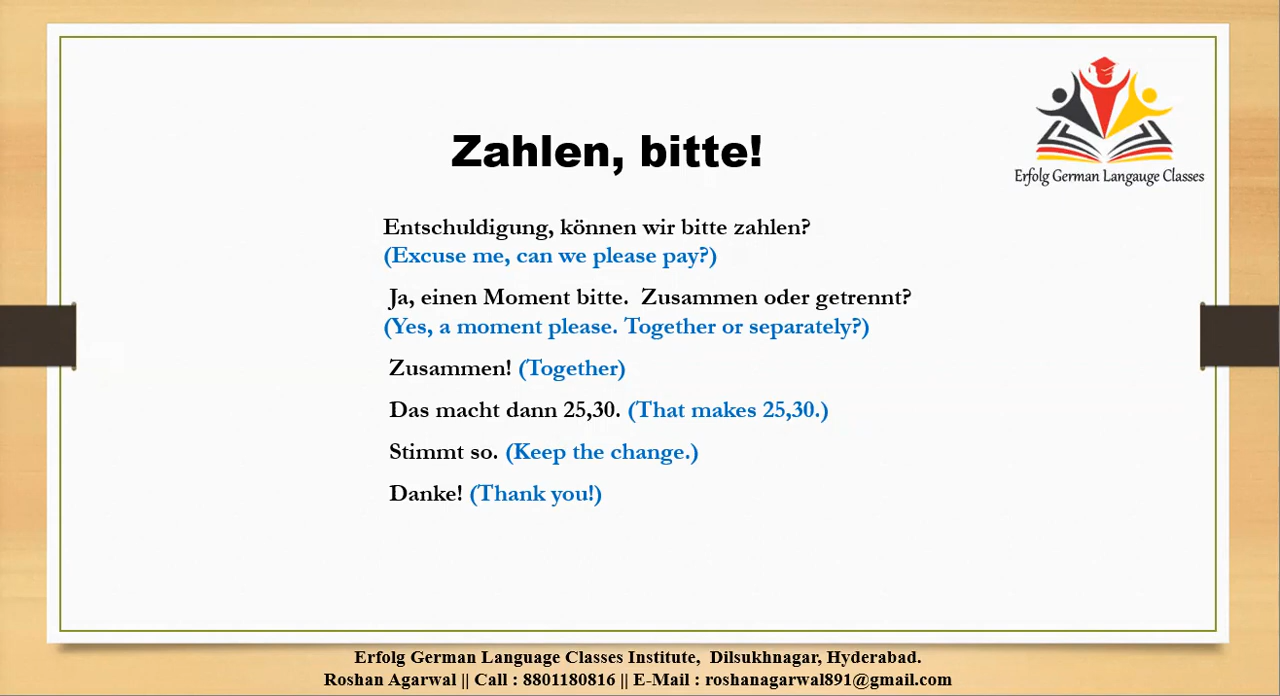 Erfolg German Langauge Classes
Zahlen, bitte!
Entschuldigung, können wir bitte zahlen?
(Excuse me, can we please pay?)
Ja, einen Moment bitte. Zusammen oder getrennt?
(Yes, a moment please. Together or separately?)
Zusammen! (Together)
Das macht dann 25,30. (That makes 25,30.)
Stimmt so. (Keep the change.)
Danke! (Thank you!)
Erfolg German Language Classes Institute, Dilsukhnagar, Hyderabad.
Roshan Agarwal || Call : 8801180816 || E-Mail : roshanagarwal891@gmail.com